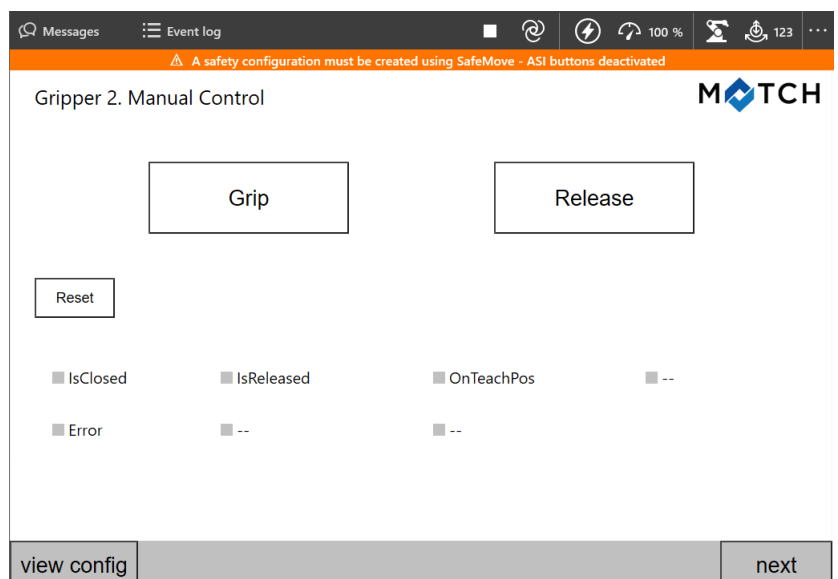 Messages Event log 100 % 123 ...
A safety configuration must be created using SafeMove - ASI buttons deactivated
Gripper 2. Manual Control
MATCH
Grip Release
Reset
IsClosed IsReleased OnTeachPos --
Error -- --
view config next